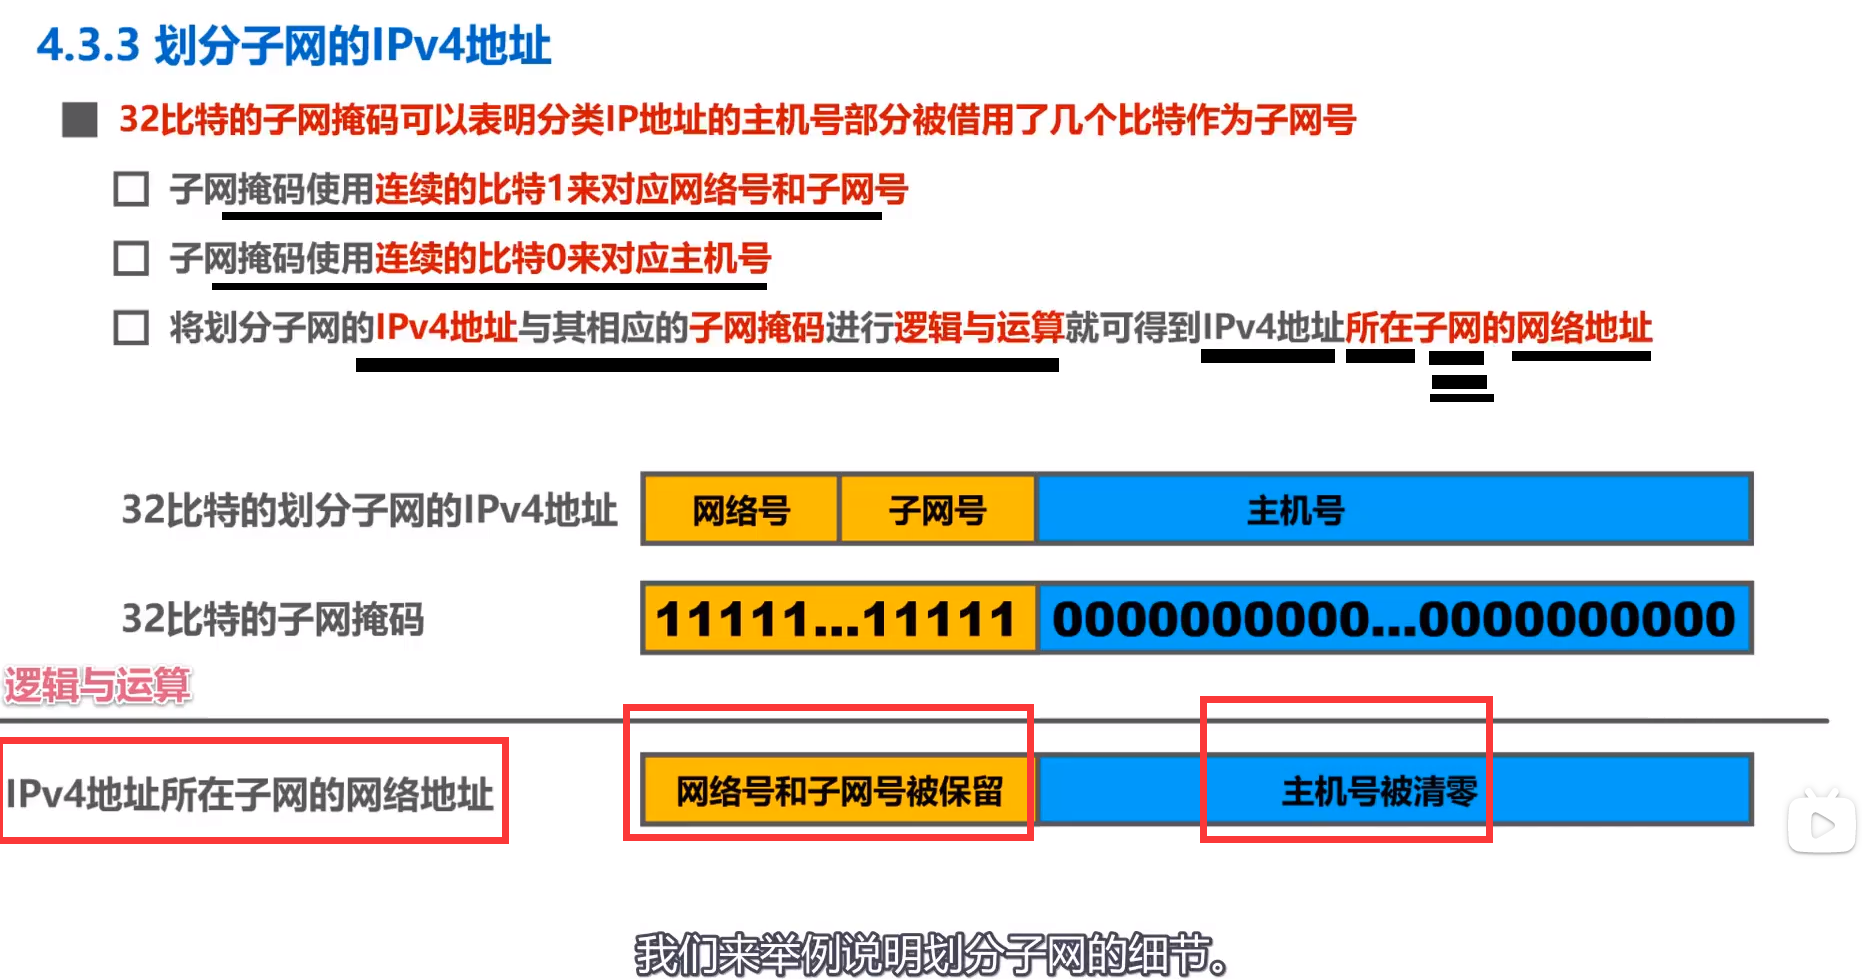 4.3.3 划分子网的IPv4地址
32比特的子网掩码可以表明分类IP地址的主机号部分被借用了几个比特作为子网号
子网掩码使用连续的比特1来对应网络号和子网号
子网掩码使用连续的比特0来对应主机号
将划分子网的IPv4地址与其相应的子网掩码进行逻辑与运算就可得到IPv4地址所在子网的网络地址
32比特的划分子网的IPv4地址 网络号 子网号 主机号
32比特的子网掩码 11111...11111 0000000000...0000000000
逻辑与运算
IPv4地址所在子网的网络地址 网络号和子网号被保留 主机号被清零
我们来举例说明划分子网的细节。